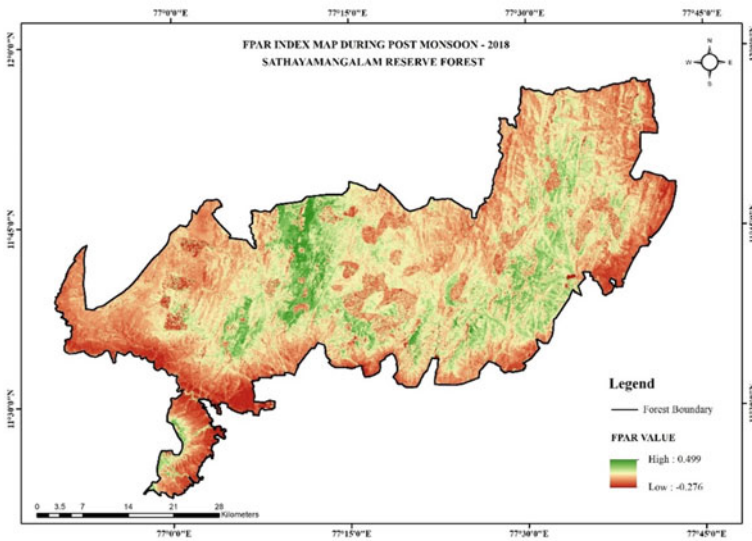 77°0'0"E 77°15'0"E 77°30'0"E 77°45'0"E
FPAR INDEX MAP DURING POST MONSOON - 2018
SATHAYAMANGALAM RESERVE FOREST
N
W E
S
12°0'0"N
11°45'0"N
11°30'0"N
Legend
Forest Boundary
FPAR VALUE
High : 0.499
Low : -0.276
0 3.5 7 14 21 28
Kilometers
77°0'0"E 77°15'0"E 77°30'0"E 77°45'0"E